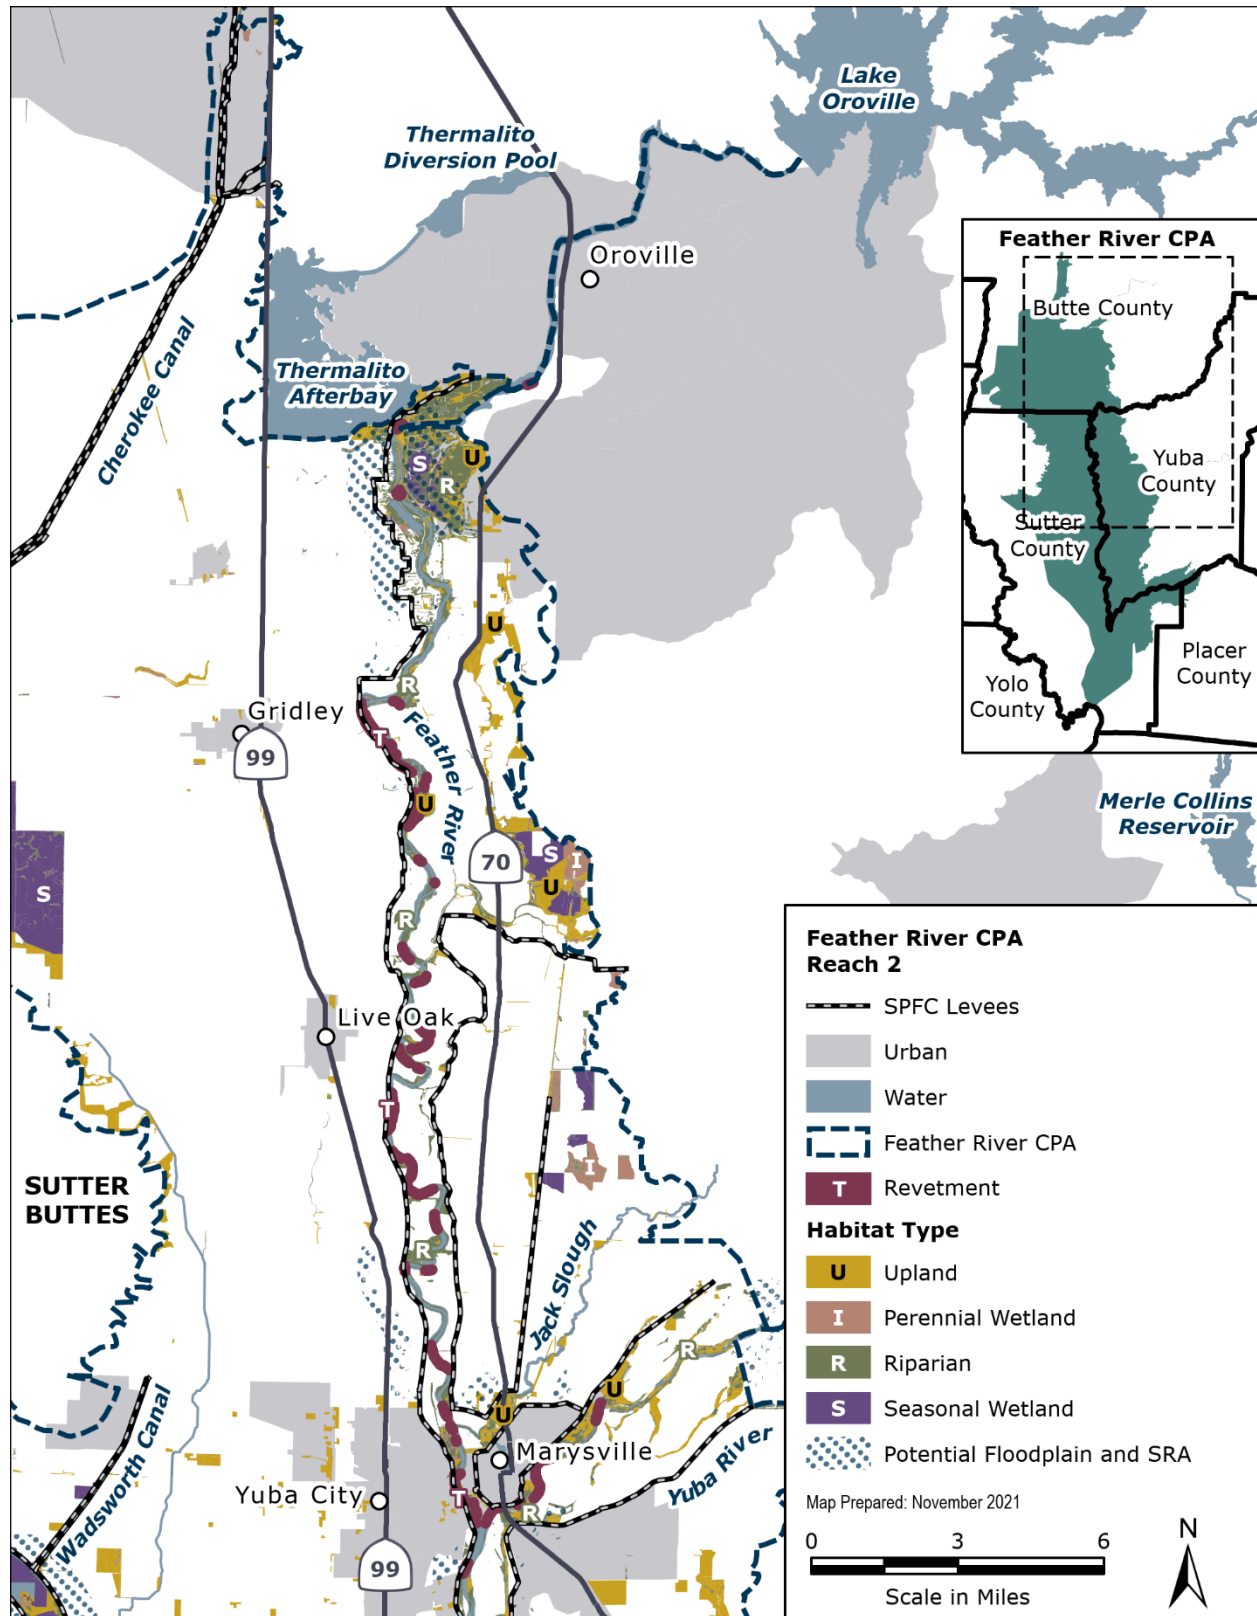 Lake
Oroville
Thermalito
Diversion Pool
Oroville
Feather River CPA
Butte County
Yuba
County
Sutter
County
Placer
County
Yolo
County
Cherokee Canal
Thermalito
Afterbay
S
U
R
U
R
Gridley
99
T
Feather River
U
70
Merle Collins
Reservoir
S
I
U
S
R
Live Oak
T
I
SUTTER
BUTTES
R
Jack Slough
R
U
U
Marysville
Yuba River
Wadsworth Canal
Yuba City
T
R
99
Feather River CPA
Reach 2
SPFC Levees
Urban
Water
Feather River CPA
T Revetment
Habitat Type
U Upland
I Perennial Wetland
R Riparian
S Seasonal Wetland
Potential Floodplain and SRA
Map Prepared: November 2021
0 3 6
Scale in Miles
N